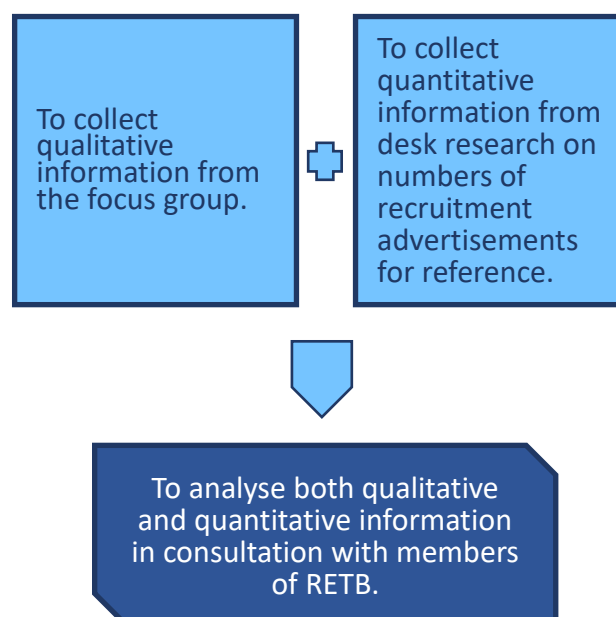 To collect
qualitative
information from
the focus group.
To collect
quantitative
information from
desk research on
numbers of
recruitment
advertisements
for reference.
To analyse both qualitative
and quantitative information
in consultation with members
of RETB.